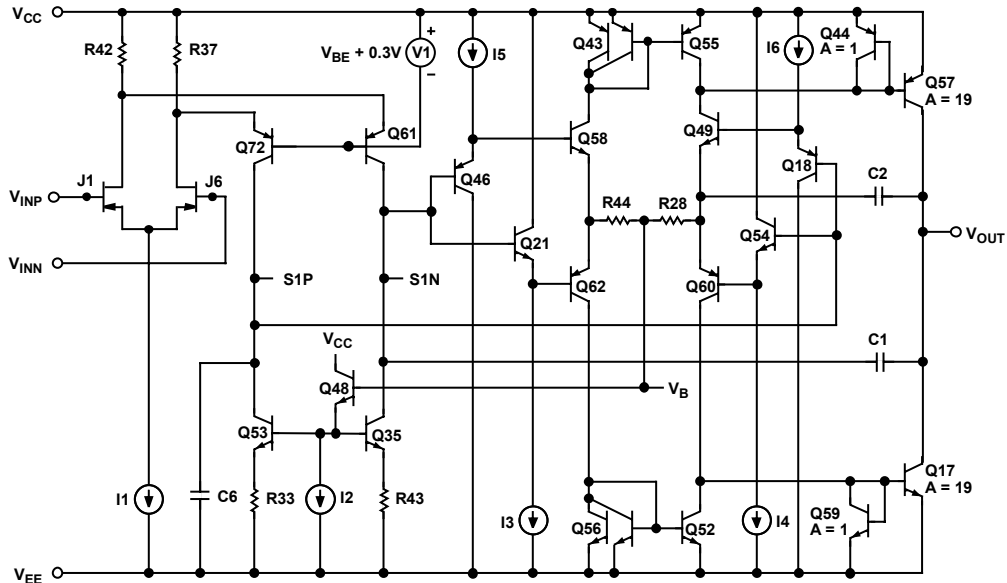 VCC
R42
R37
VBE + 0.3V
+
V1
–
I5
Q43
Q55
I6
Q44
A = 1
Q57
A = 19
Q72
Q61
Q58
Q49
Q46
Q18
C2
J1
J6
VINP
R44
R28
Q21
Q54
VOUT
VINN
S1P
S1N
Q62
Q60
VCC
C1
Q48
VB
Q53
Q35
I1
C6
R33
I2
R43
I3
Q56
Q52
I4
Q59
A = 1
Q17
A = 19
VEE